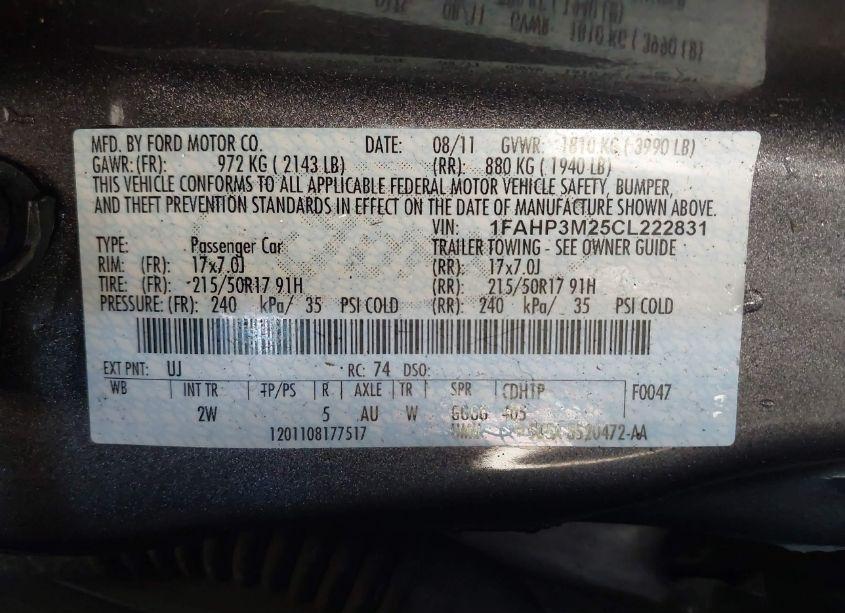 MFD. BY FORD MOTOR CO. DATE: 08/11 GVWR: 1810 KG ( 3990 LB)
GAWR: (FR): 972 KG ( 2143 LB) (RR): 880 KG ( 1940 LB)
THIS VEHICLE CONFORMS TO ALL APPLICABLE FEDERAL MOTOR VEHICLE SAFETY, BUMPER,
AND THEFT PREVENTION STANDARDS IN EFFECT ON THE DATE OF MANUFACTURE SHOWN ABOVE.
VIN: 1FAHP3M25CL222831
TYPE: Passenger Car TRAILER TOWING - SEE OWNER GUIDE
RIM: (FR): 17x7.0J (RR): 17x7.0J
TIRE: (FR): 215/50R17 91H (RR): 215/50R17 91H
PRESSURE: (FR): 240 kPa/ 35 PSI COLD (RR): 240 kPa/ 35 PSI COLD
EXT PNT: UJ RC: 74 DSO:
WB INT TR TP/PS R AXLE TR SPR F0047
2W 5 AU W GGGG
1201108177517 3520472-AA